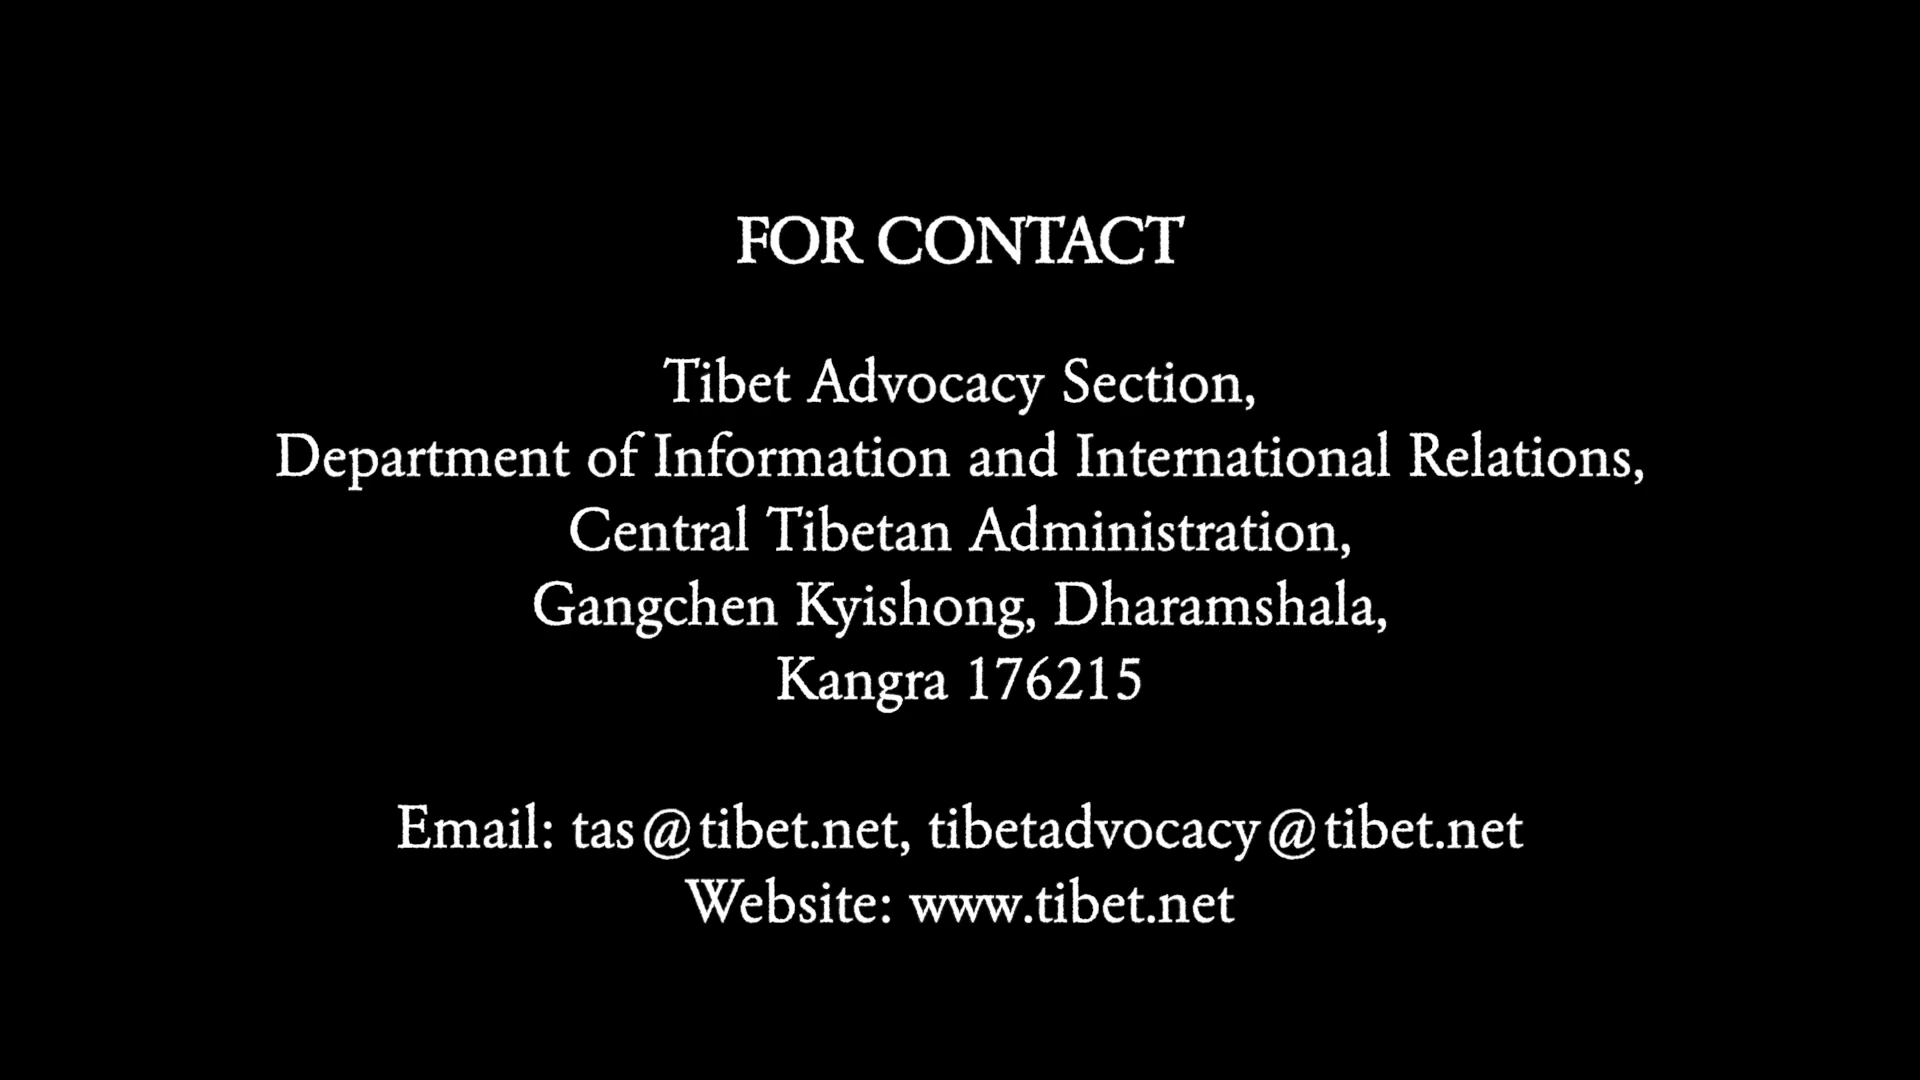 FOR CONTACT
Tibet Advocacy Section,
Department of Information and International Relations,
Central Tibetan Administration,
Gangchen Kyishong, Dharamshala,
Kangra 176215
Email: tas@tibet.net, tibetadvocacy@tibet.net
Website: www.tibet.net